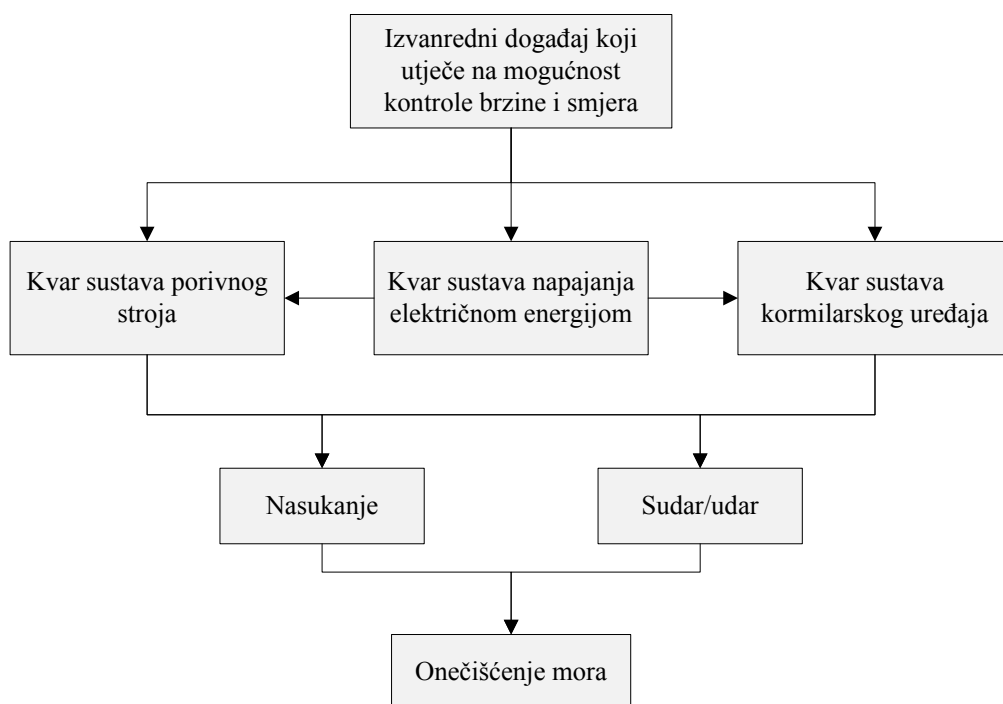 Izvanredni događaj koji
utječe na mogućnost
kontrole brzine i smjera
Kvar sustava porivnog
stroja
Kvar sustava napajanja
električnom energijom
Kvar sustava
kormilarskog uređaja
Nasukanje
Sudar/udar
Onečišćenje mora